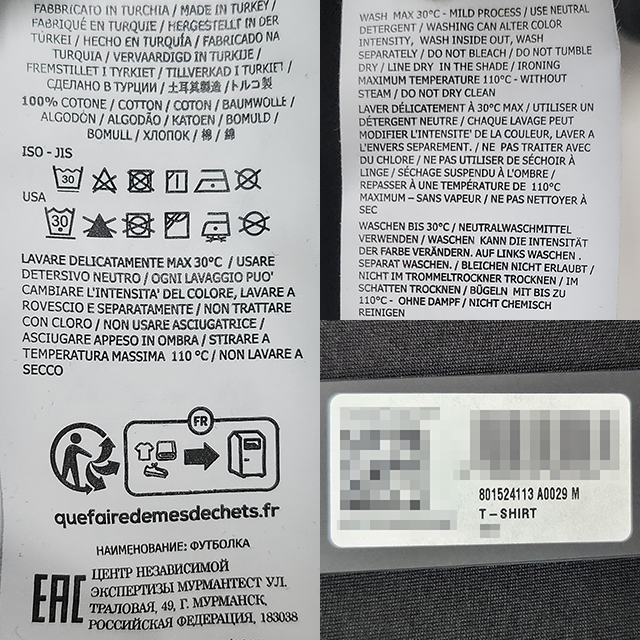 FABBRICATO IN TURCHIA / MADE IN TURKEY /
FABRIQUÉ EN TURQUIE / HERGESTELLT IN DER
TÜRKEI / HECHO EN TURQUÍA / FABRICADO NA
TURQUIA / VERVAARDIGD IN TURKIJE /
FREMSTILLET I TYRKIET / TILLVERKAD I TURKIET /
СДЕЛАНО В ТУРЦИИ / 土耳其製造 / トルコ製
100% COTONE / COTTON / COTON / BAUMWOLLE /
ALGODÓN / ALGODÃO / KATOEN / BOMULD /
BOMULL / ХЛОПОК / 棉 / 綿
ISO - JIS
30
USA
30
LAVARE DELICATAMENTE MAX 30°C / USARE
DETERSIVO NEUTRO / OGNI LAVAGGIO PUO'
CAMBIARE L'INTENSITA' DEL COLORE, LAVARE A
ROVESCIO E SEPARATAMENTE / NON TRATTARE
CON CLORO / NON USARE ASCIUGATRICE /
ASCIUGARE APPESO IN OMBRA / STIRARE A
TEMPERATURA MASSIMA 110 °C / NON LAVARE A
SECCO
FR
quefairedemesdechets.fr
НАИМЕНОВАНИЕ: ФУТБОЛКА
EAC
ЦЕНТР НЕЗАВИСИМОЙ
ЭКСПЕРТИЗЫ МУРМАНТЕСТ УЛ.
ТРАЛОВАЯ, 49, Г. МУРМАНСК,
РОССИЙСКАЯ ФЕДЕРАЦИЯ, 183038
WASH MAX 30°C - MILD PROCESS / USE NEUTRAL
DETERGENT / WASHING CAN ALTER COLOR
INTENSITY, WASH INSIDE OUT, WASH
SEPARATELY / DO NOT BLEACH / DO NOT TUMBLE
DRY / LINE DRY IN THE SHADE / IRONING
MAXIMUM TEMPERATURE 110°C - WITHOUT
STEAM / DO NOT DRY CLEAN
LAVER DÉLICATEMENT À 30°C MAX / UTILISER UN
DÉTERGENT NEUTRE / CHAQUE LAVAGE PEUT
MODIFIER L'INTENSITE' DE LA COULEUR, LAVER A
L'ENVERS SEPAREMENT. / NE PAS TRAITER AVEC
DU CHLORE / NE PAS UTILISER DE SÉCHOIR À
LINGE / SÉCHAGE SUSPENDU À L'OMBRE /
REPASSER À UNE TEMPÉRATURE DE 110°C
MAXIMUM– SANS VAPEUR / NE PAS NETTOYER À
SEC
WASCHEN BIS 30°C / NEUTRALWASCHMITTEL
VERWENDEN / WASCHEN KANN DIE INTENSITÄT
DER FARBE VERÄNDERN. AUF LINKS WASCHEN .
SEPARAT WASCHEN. / BLEICHEN NICHT ERLAUBT /
NICHT IM TROMMELTROCKNER TROCKNEN / IM
SCHATTEN TROCKNEN / BÜGELN MIT BIS ZU
110°C - OHNE DAMPF / NICHT CHEMISCH
REINIGEN
801524113 A0029 M
T-SHIRT